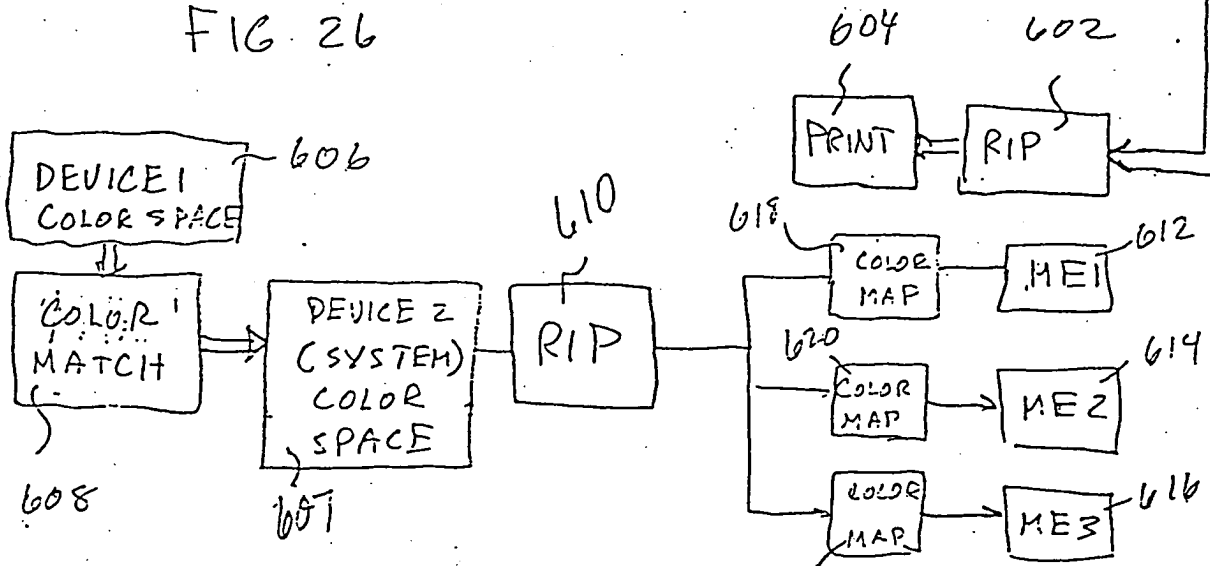 FIG. 26
604
602
PRINT
RIP
606
DEVICE 1
COLOR SPACE
610
618
COLOR
MAP
612
ME1
COLOR
MATCH
608
DEVICE 2
(SYSTEM)
COLOR
SPACE
607
RIP
620
COLOR
MAP
614
ME2
COLOR
MAP
616
ME3